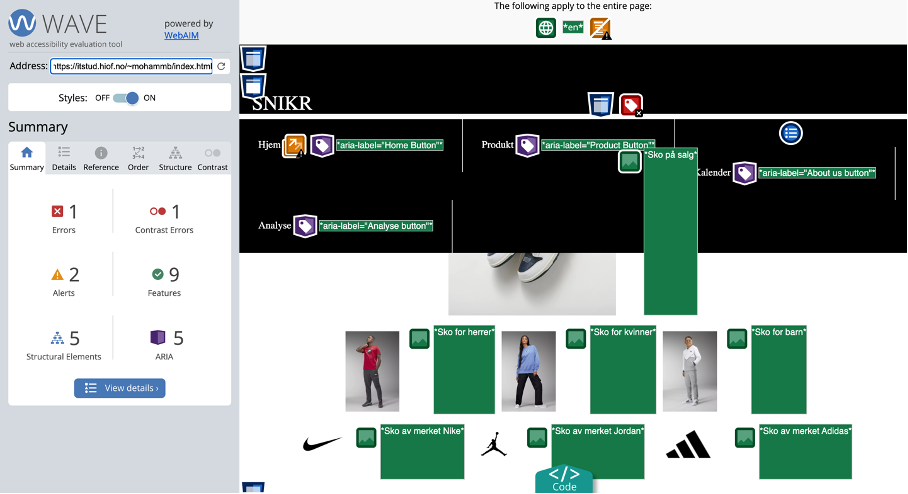 WAVE
web accessibility evaluation tool
powered by
WebAIM
Address: https://itstud.hiof.no/~mohammb/index.html
Styles: OFF ON
Summary
Summary Details Reference Order Structure Contrast
1
Errors
1
Contrast Errors
2
Alerts
9
Features
5
Structural Elements
5
ARIA
View details ›
The following apply to the entire page:
*en*
SNIKR
Hjem *aria-label="Home Button"*
Produkt *aria-label="Product Button"*
*Sko på salg*
Kalender *aria-label="About us button"*
Analyse *aria-label="Analyse button"*
*Sko for herrer*
*Sko for kvinner*
*Sko for barn*
*Sko av merket Nike*
*Sko av merket Jordan*
*Sko av merket Adidas*
</> 
Code